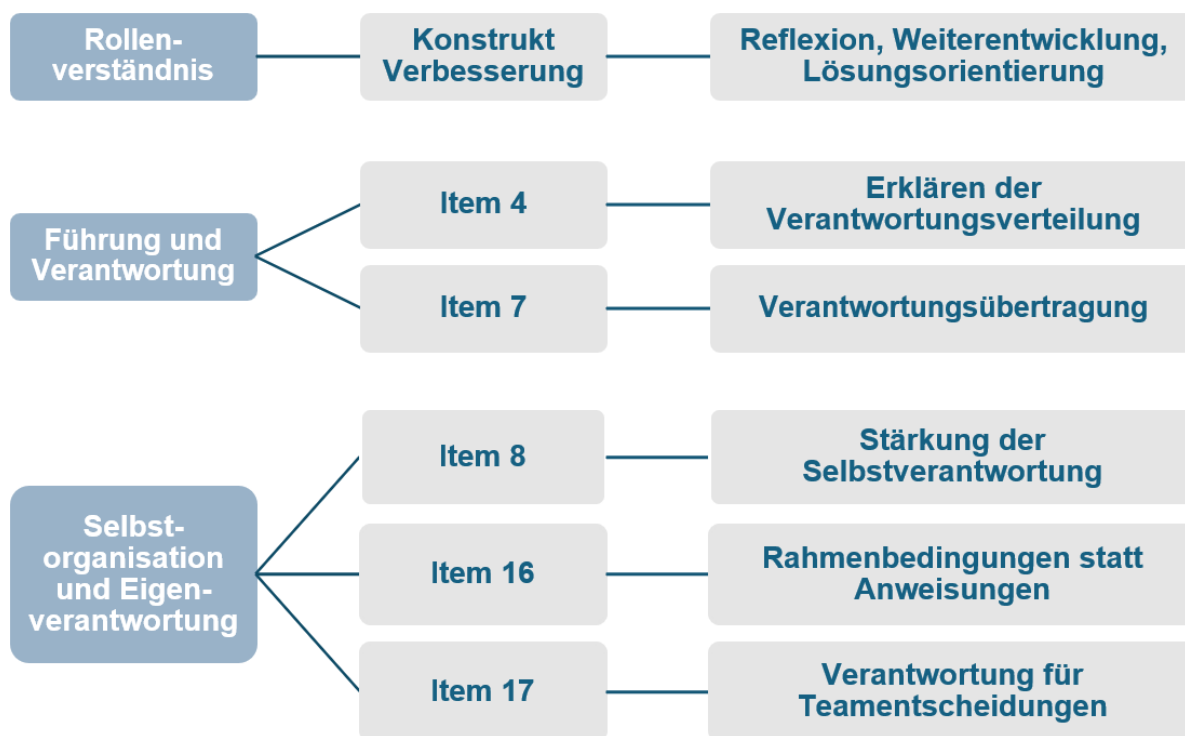 Rollen-
verständnis
Konstrukt
Verbesserung
Reflexion, Weiterentwicklung,
Lösungsorientierung
Führung und
Verantwortung
Item 4
Erklären der
Verantwortungsverteilung
Item 7
Verantwortungsübertragung
Selbst-
organisation
und Eigen-
verantwortung
Item 8
Stärkung der
Selbstverantwortung
Item 16
Rahmenbedingungen statt
Anweisungen
Item 17
Verantwortung für
Teamentscheidungen